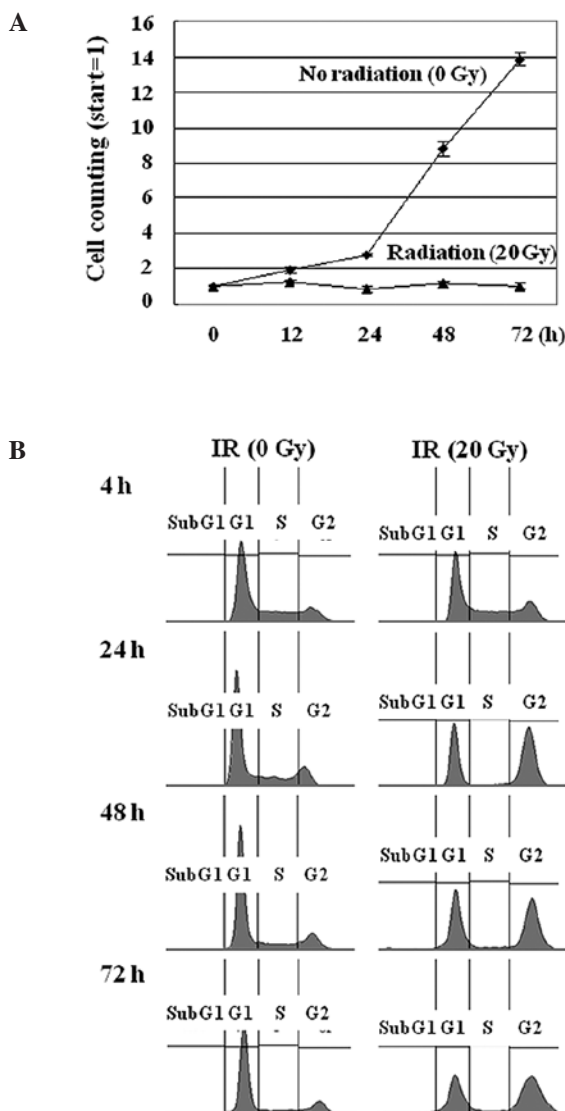 A
Cell counting (start=1)
16
14
12
10
8
6
4
2
0
No radiation (0 Gy)
Radiation (20 Gy)
0 12 24 48 72 (h)
B
IR (0 Gy) IR (20 Gy)
4 h
SubG1 G1 S G2 SubG1 G1 S G2
24 h
SubG1 G1 S G2 SubG1 G1 S G2
48 h
SubG1 G1 S G2 SubG1 G1 S G2
72 h
SubG1 G1 S G2 SubG1 G1 S G2